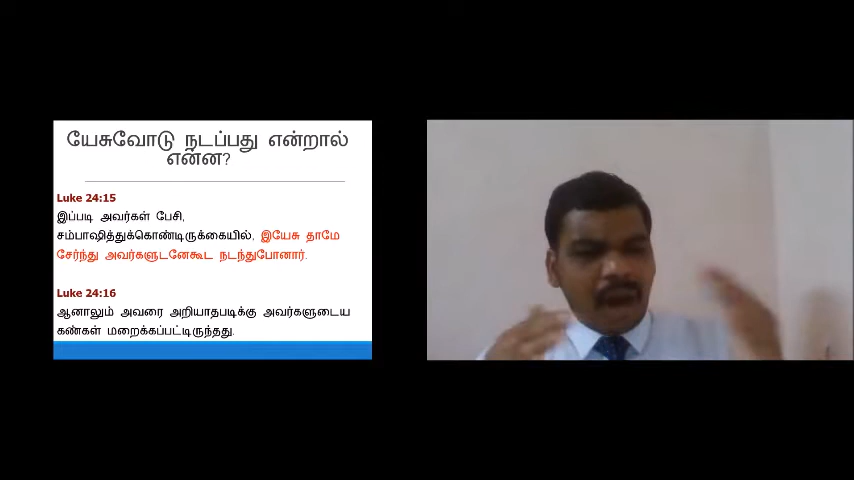 யேசுவோடு நடப்பது என்றால்
என்ன?
Luke 24:15
இப்படி அவர்கள் பேசி,
சம்பாஷித்துக்கொண்டிருக்கையில், இயேசு தாமே
சேர்ந்து அவர்களுடனேகூட நடந்துபோனார்.
Luke 24:16
ஆனாலும் அவரை அறியாதபடிக்கு அவர்களுடைய
கண்கள் மறைக்கப்பட்டிருந்தது.